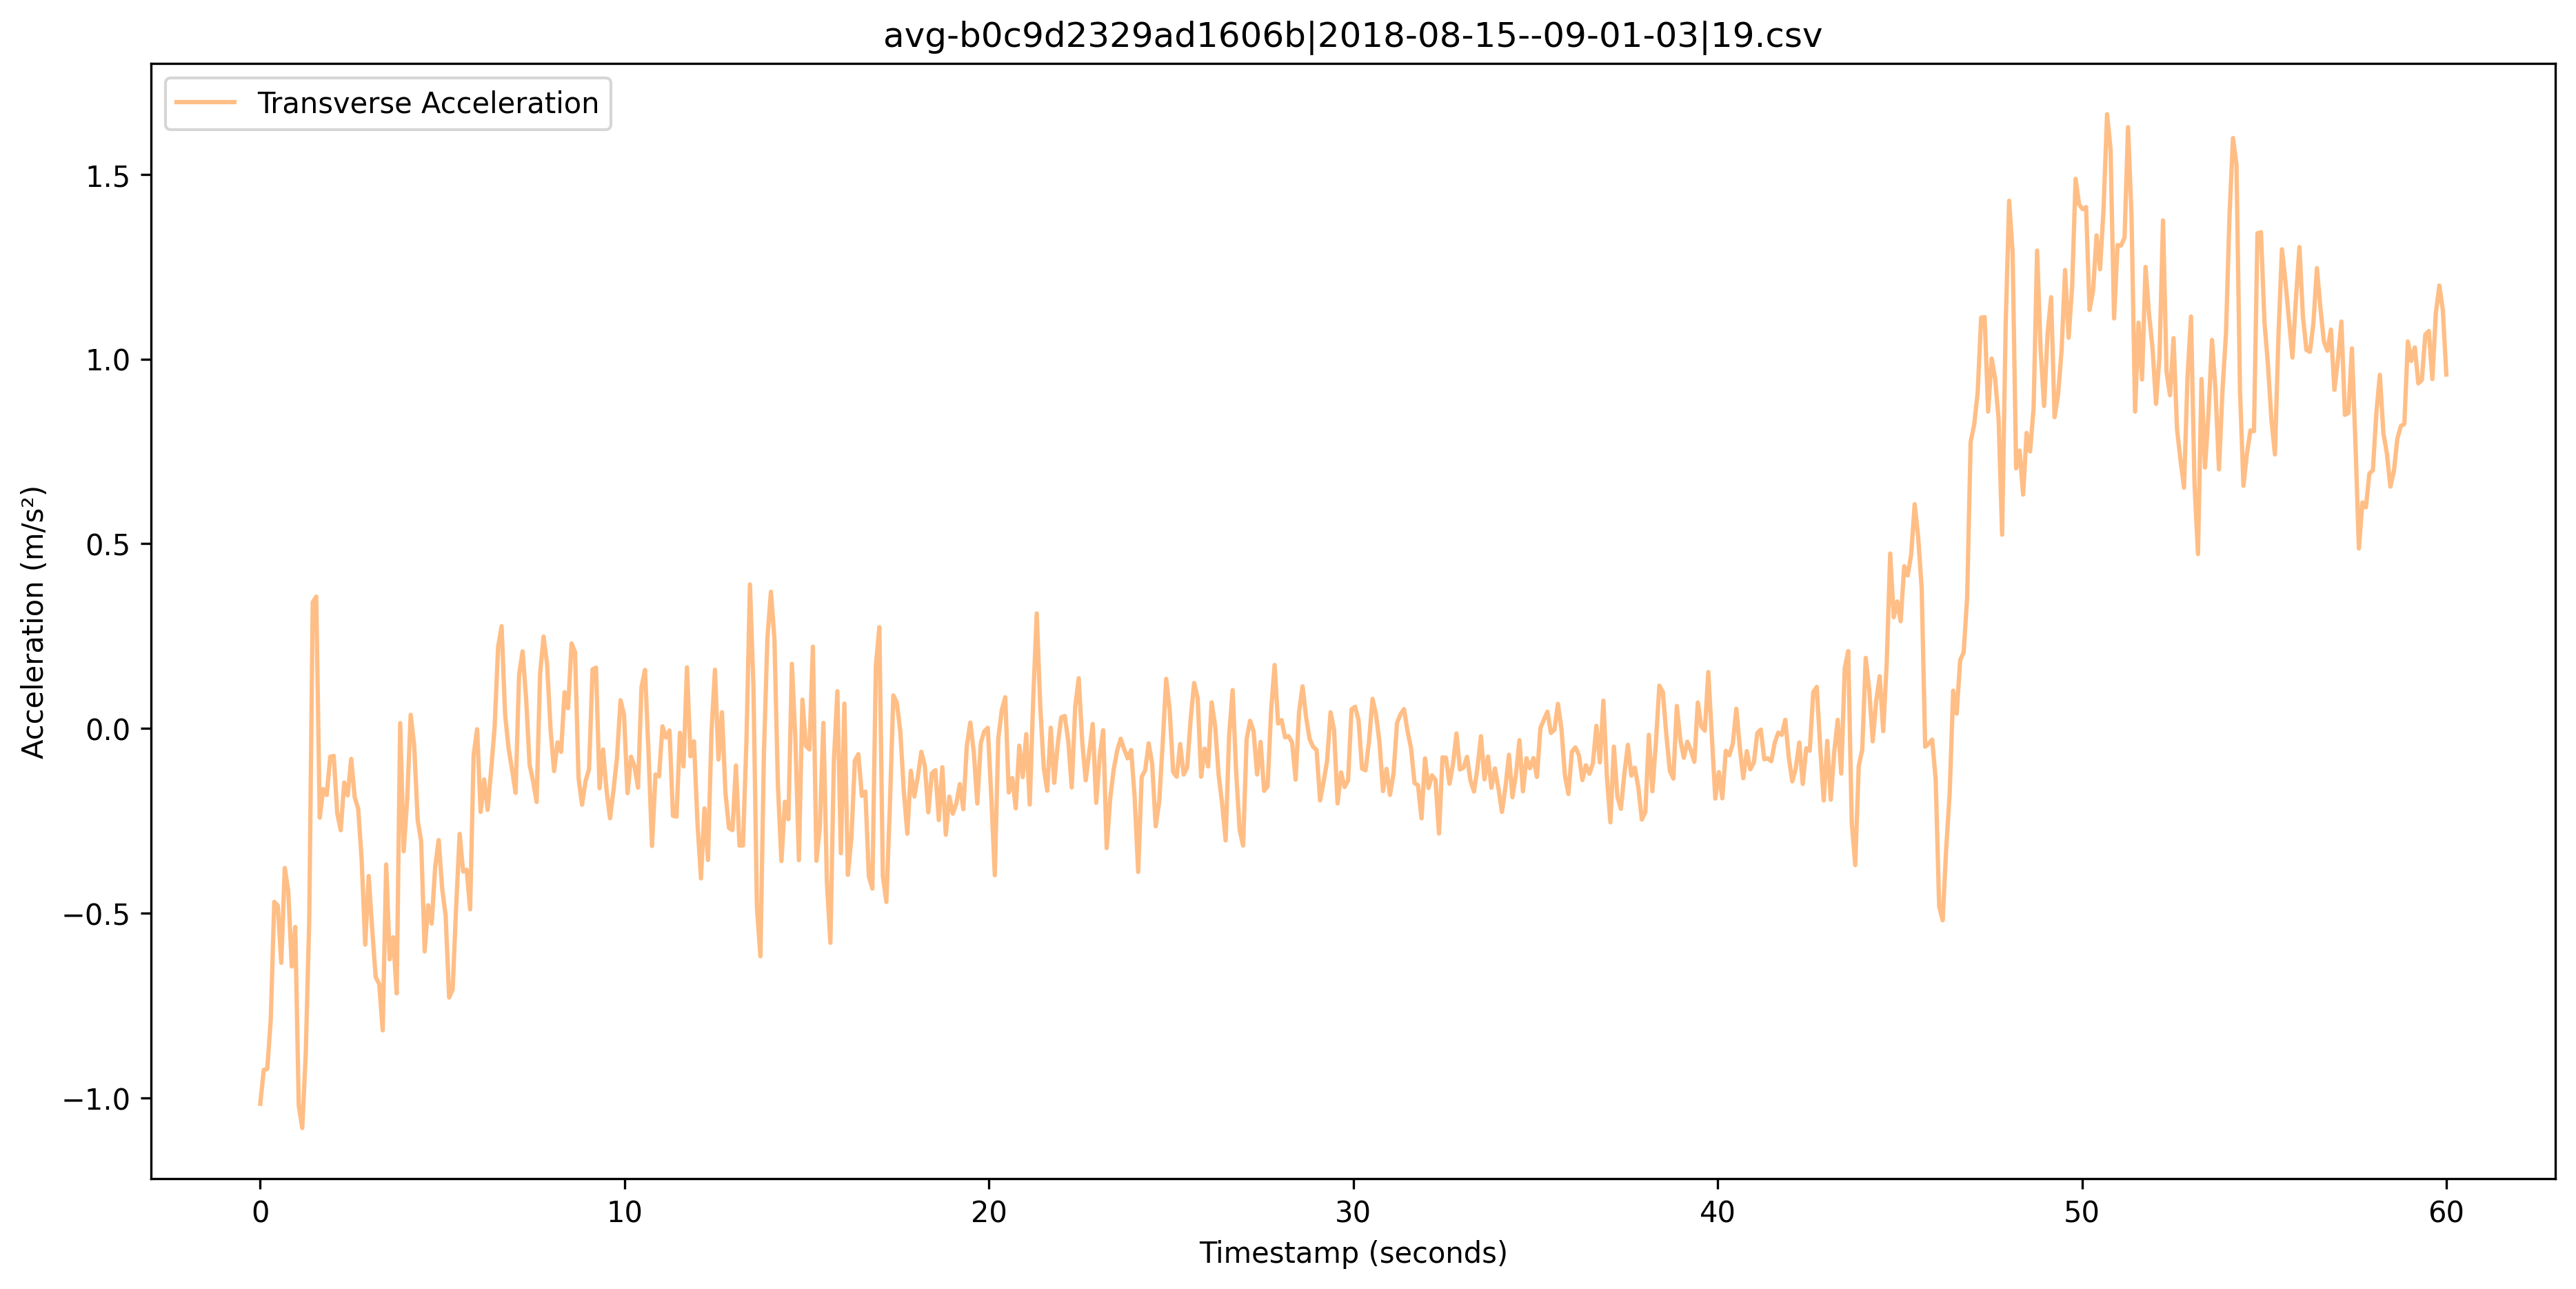 avg-b0c9d2329ad1606b|2018-08-15--09-01-03|19.csv
Transverse Acceleration
Acceleration (m/s²)
1.5
1.0
0.5
0.0
−0.5
−1.0
0 10 20 30 40 50 60
Timestamp (seconds)